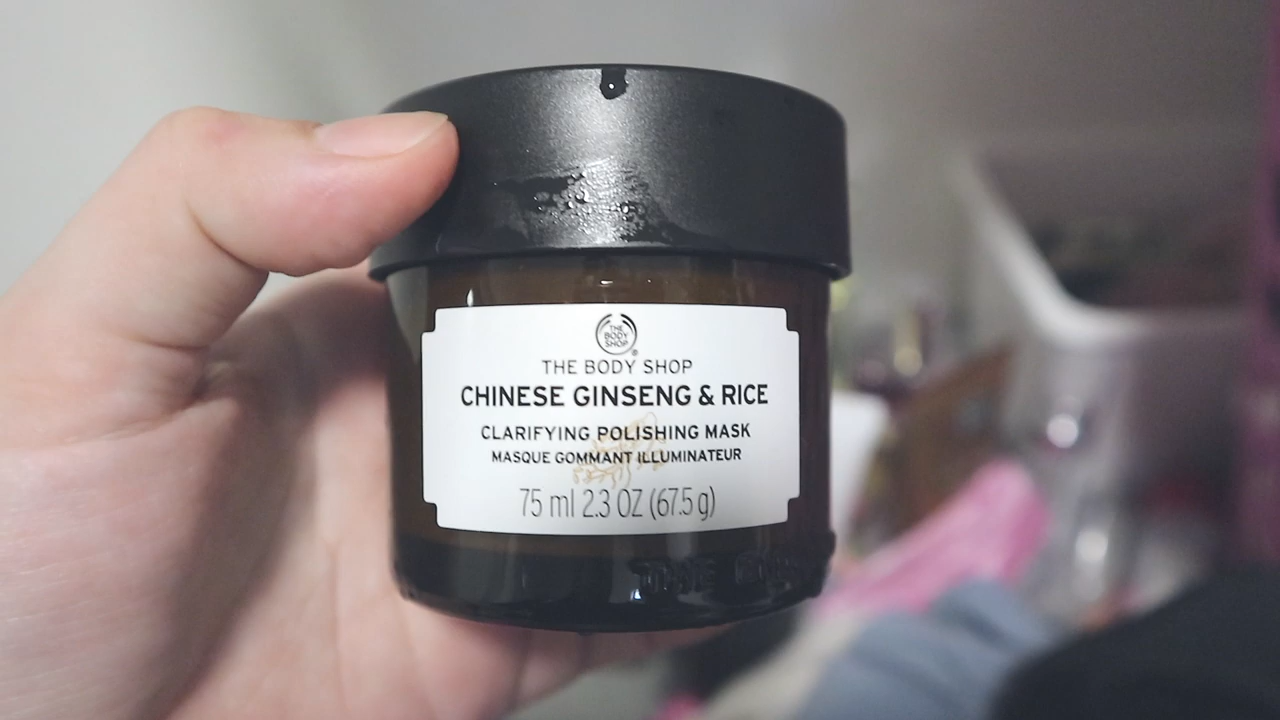 THE
BODY
SHOP
THE BODY SHOP
CHINESE GINSENG & RICE
CLARIFYING POLISHING MASK
MASQUE GOMMANT ILLUMINATEUR
75 ml 2.3 OZ (67.5 g)
THE